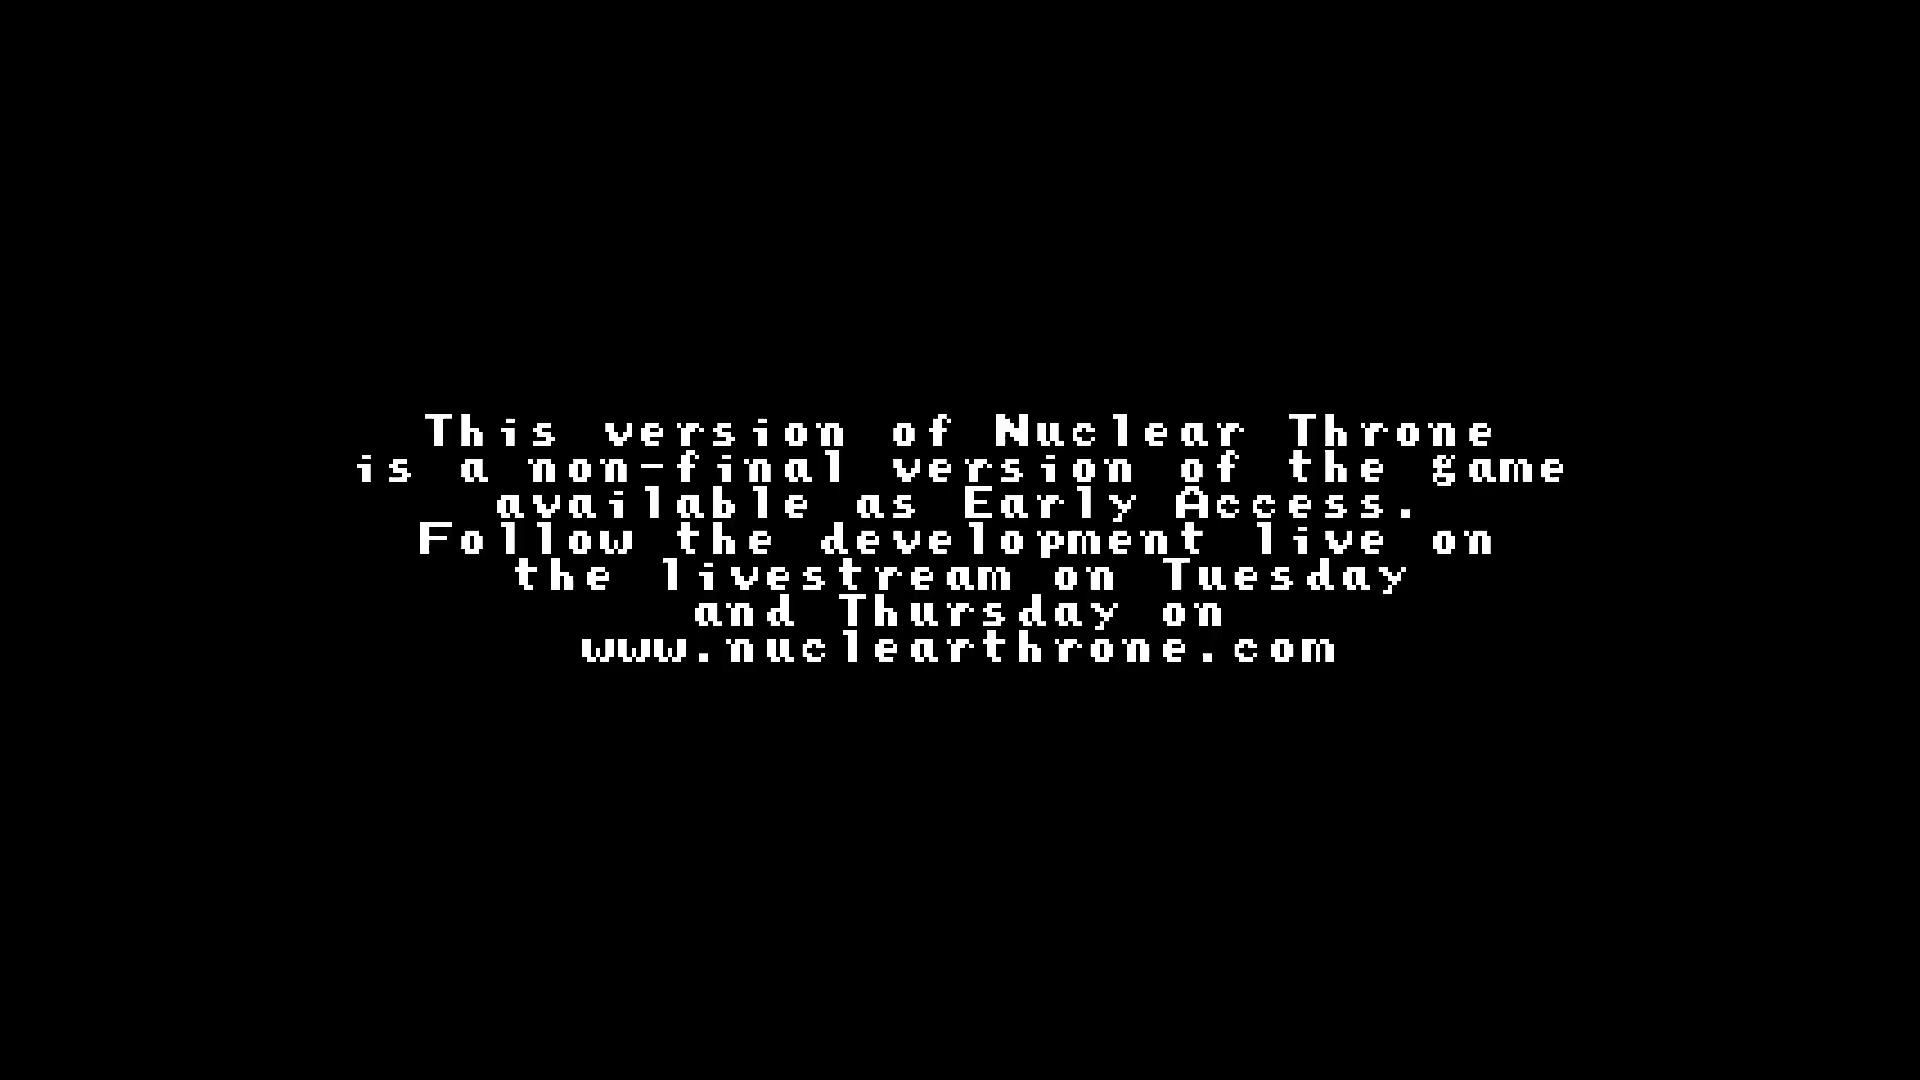 This version of Nuclear Throne
is a non-final version of the game
available as Early Access.
Follow the development live on
the livestream on Tuesday
and Thursday on
www.nuclearthrone.com